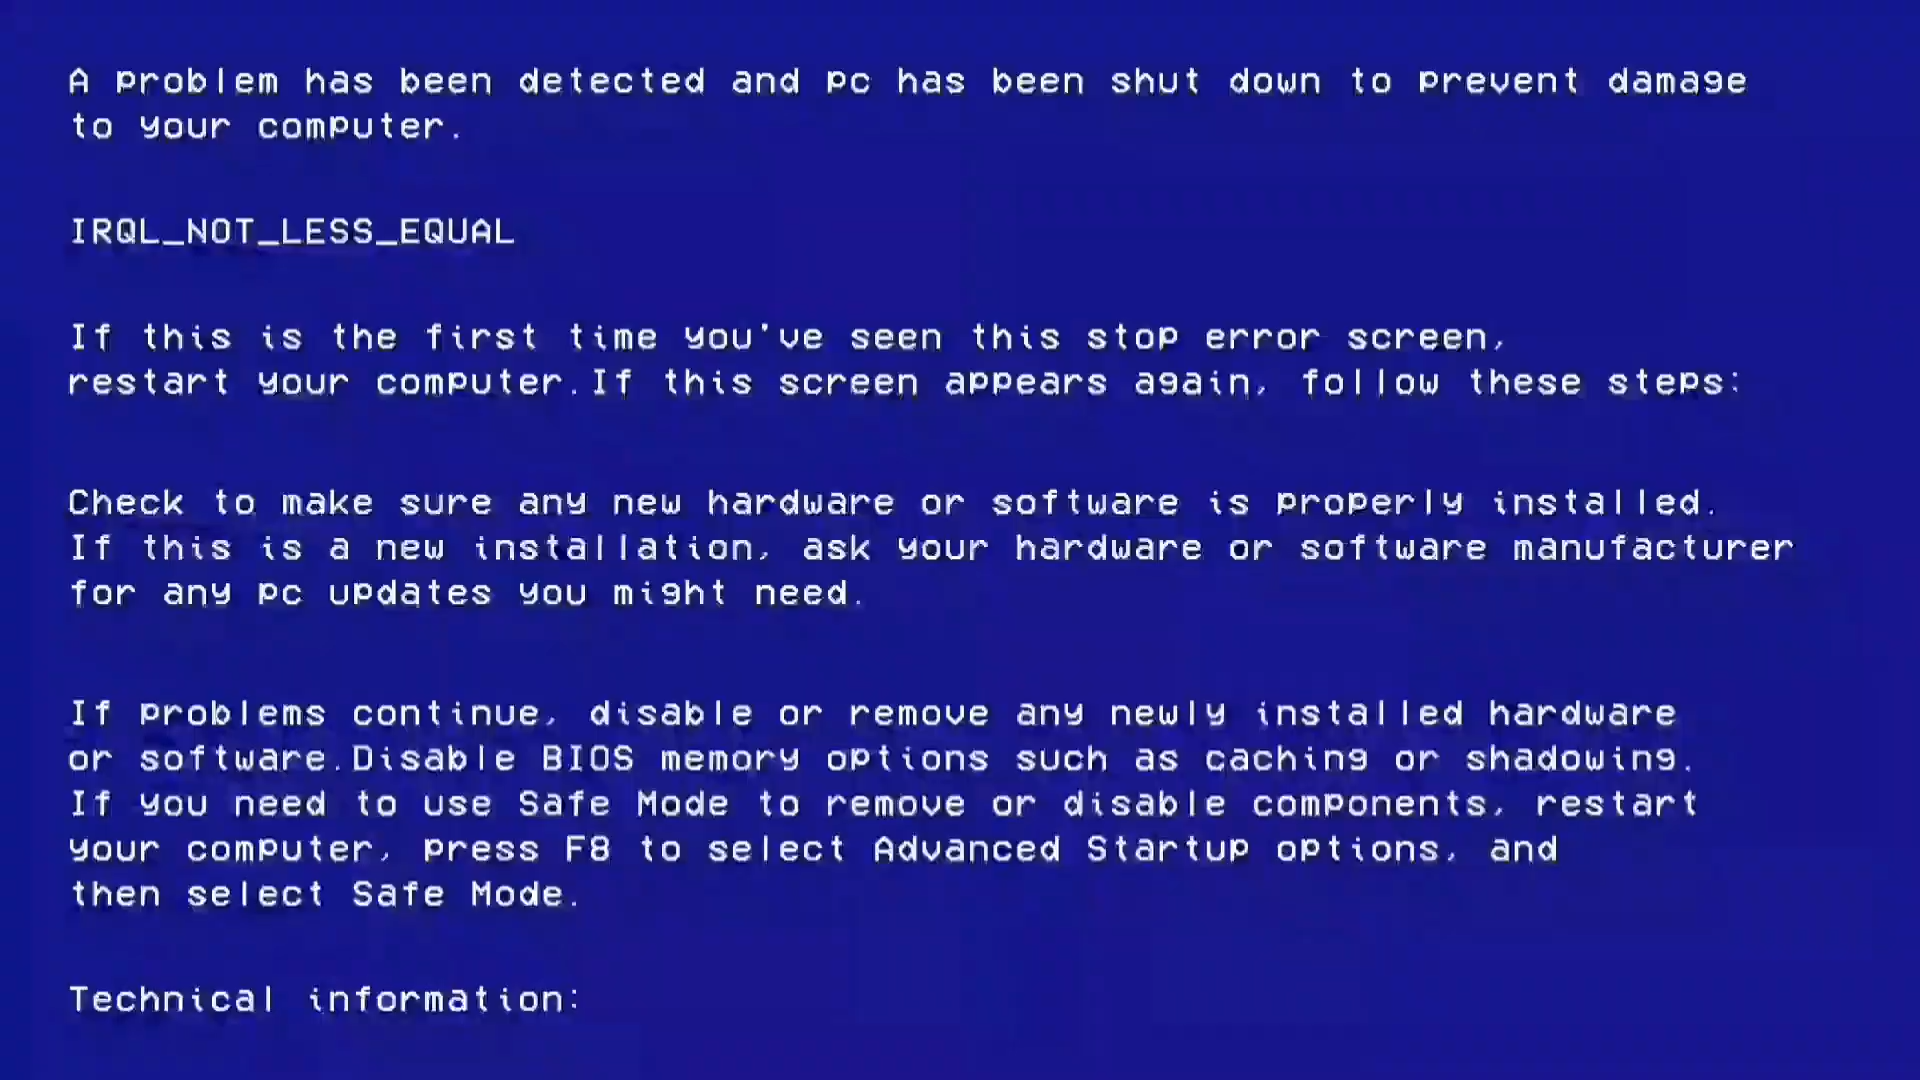 A problem has been detected and pc has been shut down to prevent damage
to your computer.
IRQL_NOT_LESS_EQUAL
If this is the first time you've seen this stop error screen,
restart your computer.If this screen appears again, follow these steps:
Check to make sure any new hardware or software is properly installed.
If this is a new installation, ask your hardware or software manufacturer
for any pc updates you might need.
If problems continue, disable or remove any newly installed hardware
or software.Disable BIOS memory options such as caching or shadowing.
If you need to use Safe Mode to remove or disable components, restart
your computer, press F8 to select Advanced Startup options, and
then select Safe Mode.
Technical information: